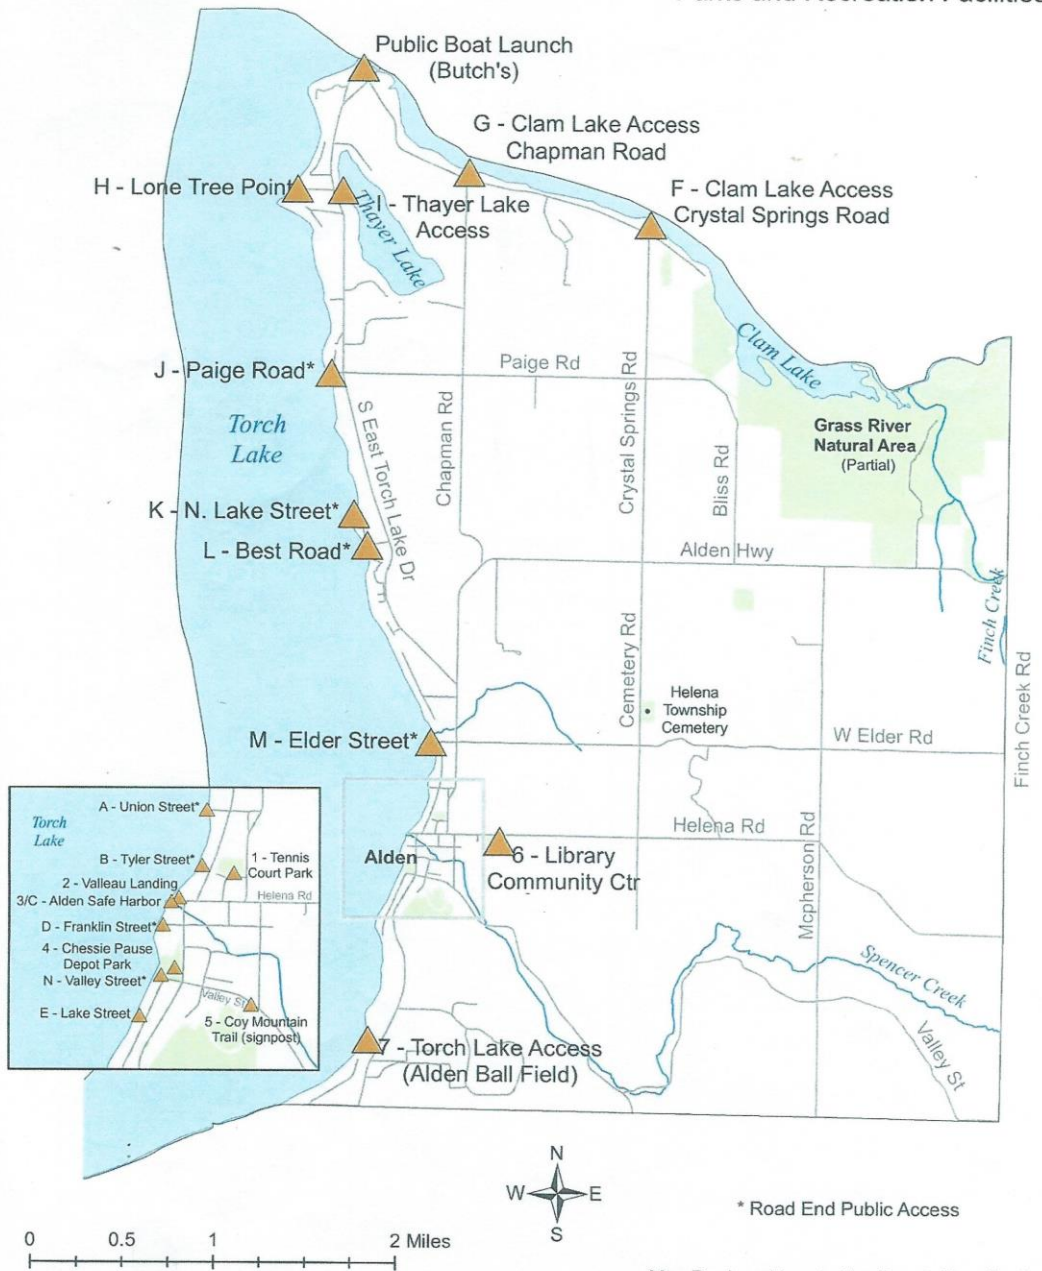 Parks and Recreation Facilities
Public Boat Launch
(Butch's)
G - Clam Lake Access
Chapman Road
F - Clam Lake Access
Crystal Springs Road
H - Lone Tree Point
I - Thayer Lake
Access
Thayer Lake
Clam Lake
J - Paige Road*
Paige Rd
Torch
Lake
S East Torch Lake Dr
Chapman Rd
Crystal Springs Rd
Bliss Rd
Grass River
Natural Area
(Partial)
K - N. Lake Street*
L - Best Road*
Alden Hwy
Finch Creek
Finch Creek Rd
Cemetery Rd
Helena
Township
Cemetery
M - Elder Street*
W Elder Rd
Helena Rd
Mcpherson Rd
Alden
6 - Library
Community Ctr
Spencer Creek
Valley St
7 - Torch Lake Access
(Alden Ball Field)
A - Union Street*
Torch
Lake
B - Tyler Street*
1 - Tennis
Court Park
2 - Valleau Landing
Helena Rd
3/C - Alden Safe Harbor
D - Franklin Street*
4 - Chessie Pause
Depot Park
N - Valley Street*
Valley St
E - Lake Street
5 - Coy Mountain
Trail (signpost)
N
W E
S
* Road End Public Access
0 0.5 1 2 Miles